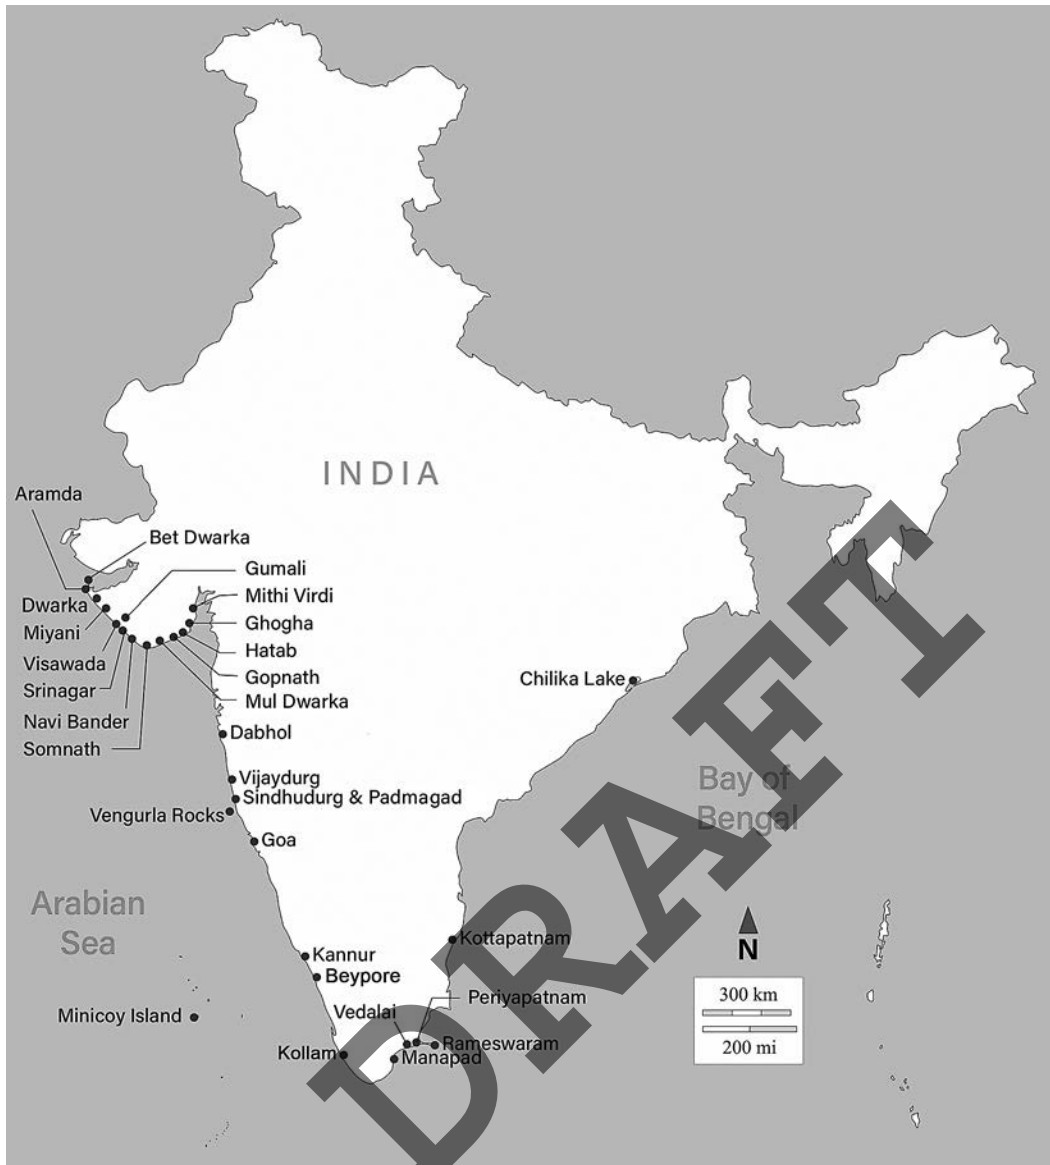 INDIA
Aramda
Bet Dwarka
Gumali
Dwarka
Mithi Virdi
Miyani
Ghogha
Visawada
Hatab
Srinagar
Gopnath
Chilika Lake
Navi Bander
Mul Dwarka
Somnath
Dabhol
Vijaydurg
Sindhudurg & Padmagad
Vengurla Rocks
Goa
Bay of
Bengal
Arabian
Sea
N
Kottapatnam
Kannur
Beypore
Periyapatnam
300 km
200 mi
Vedalai
Minicoy Island
Rameswaram
Kollam
Manapad
DRAFT